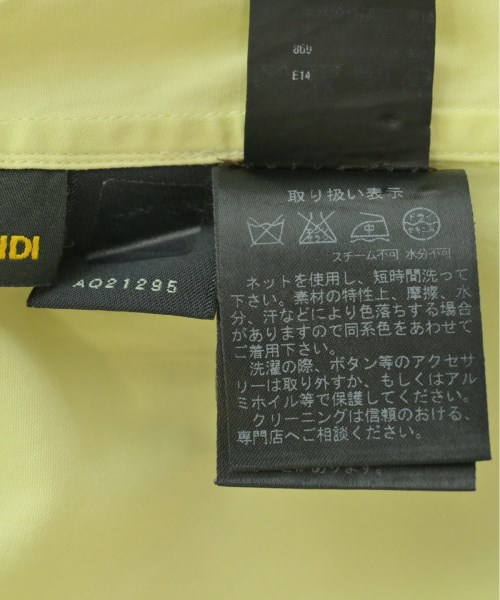 869
E14
NDI
AQ21295
取り扱い表示
ドライ
スチーム不可 水分不可
ネットを使用し、短時間洗って
下さい。素材の特性上、摩擦、水
分、汗などにより色落ちする場合
がありますので同系色をあわせて
ご着用下さい。
洗濯の際、ボタン等のアクセサ
リーは取り外すか、もしくはアル
ミホイル等で保護してください。
クリーニングは信頼のおける、
専門店へご相談ください。